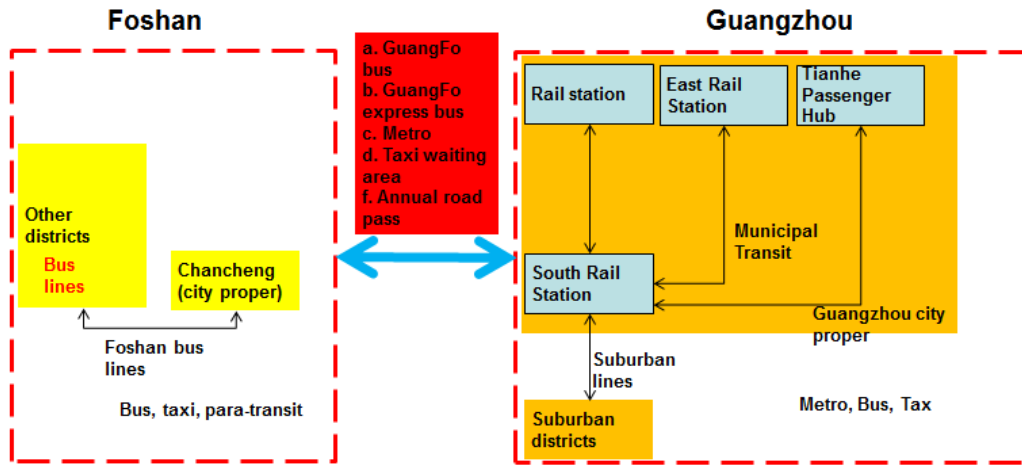 Foshan
Guangzhou
a. GuangFo
bus
b. GuangFo
express bus
c. Metro
d. Taxi waiting
area
f. Annual road
pass
Other
districts
Bus
lines
Chancheng
(city proper)
Foshan bus
lines
Bus, taxi, para-transit
Rail station
East Rail
Station
Tianhe
Passenger
Hub
Municipal
Transit
South Rail
Station
Guangzhou city
proper
Suburban
lines
Suburban
districts
Metro, Bus, Tax